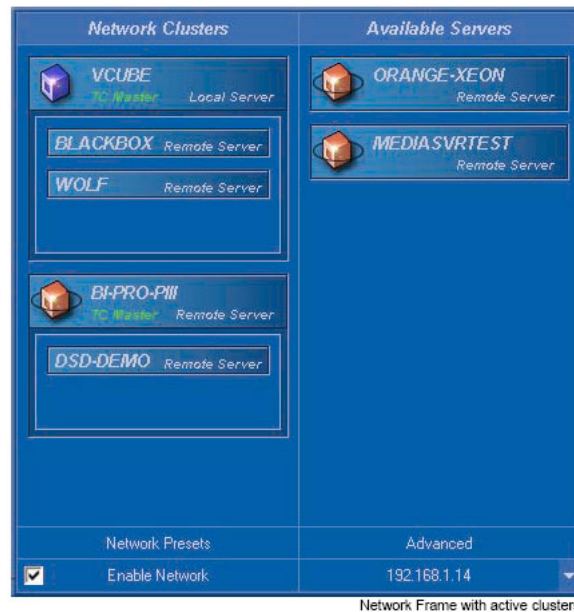 Network Clusters
Available Servers
VCUBE
TC Master Local Server
BLACKBOX Remote Server
WOLF Remote Server
BI-PRO-PIII
TC Master Remote Server
DSD-DEMO Remote Server
ORANGE-XEON
Remote Server
MEDIASVRTEST
Remote Server
Network Presets
Advanced
Enable Network
192.168.1.14
Network Frame with active cluster